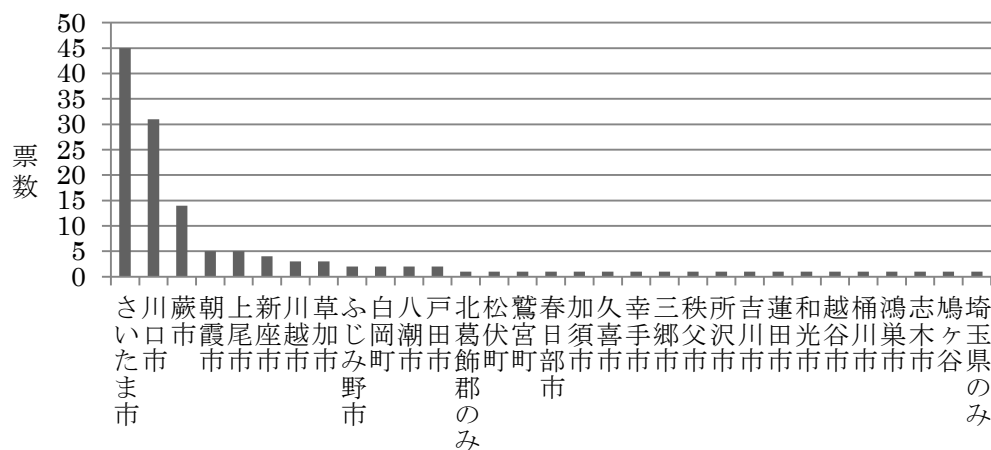 50
45
40
35
30
25
20
15
10
5
0
票数
さいたま市
川口市
蕨市
朝霞市
上尾市
新座市
川越市
草加市
ふじみ野市
白岡町
八潮市
戸田市
北葛飾郡のみ
松伏町
鷲宮町
春日部市
加須市
久喜市
幸手市
三郷市
秩父市
所沢市
吉川市
蓮田市
和光市
越谷市
桶川市
鴻巣市
志木市
鳩ヶ谷
埼玉県のみ